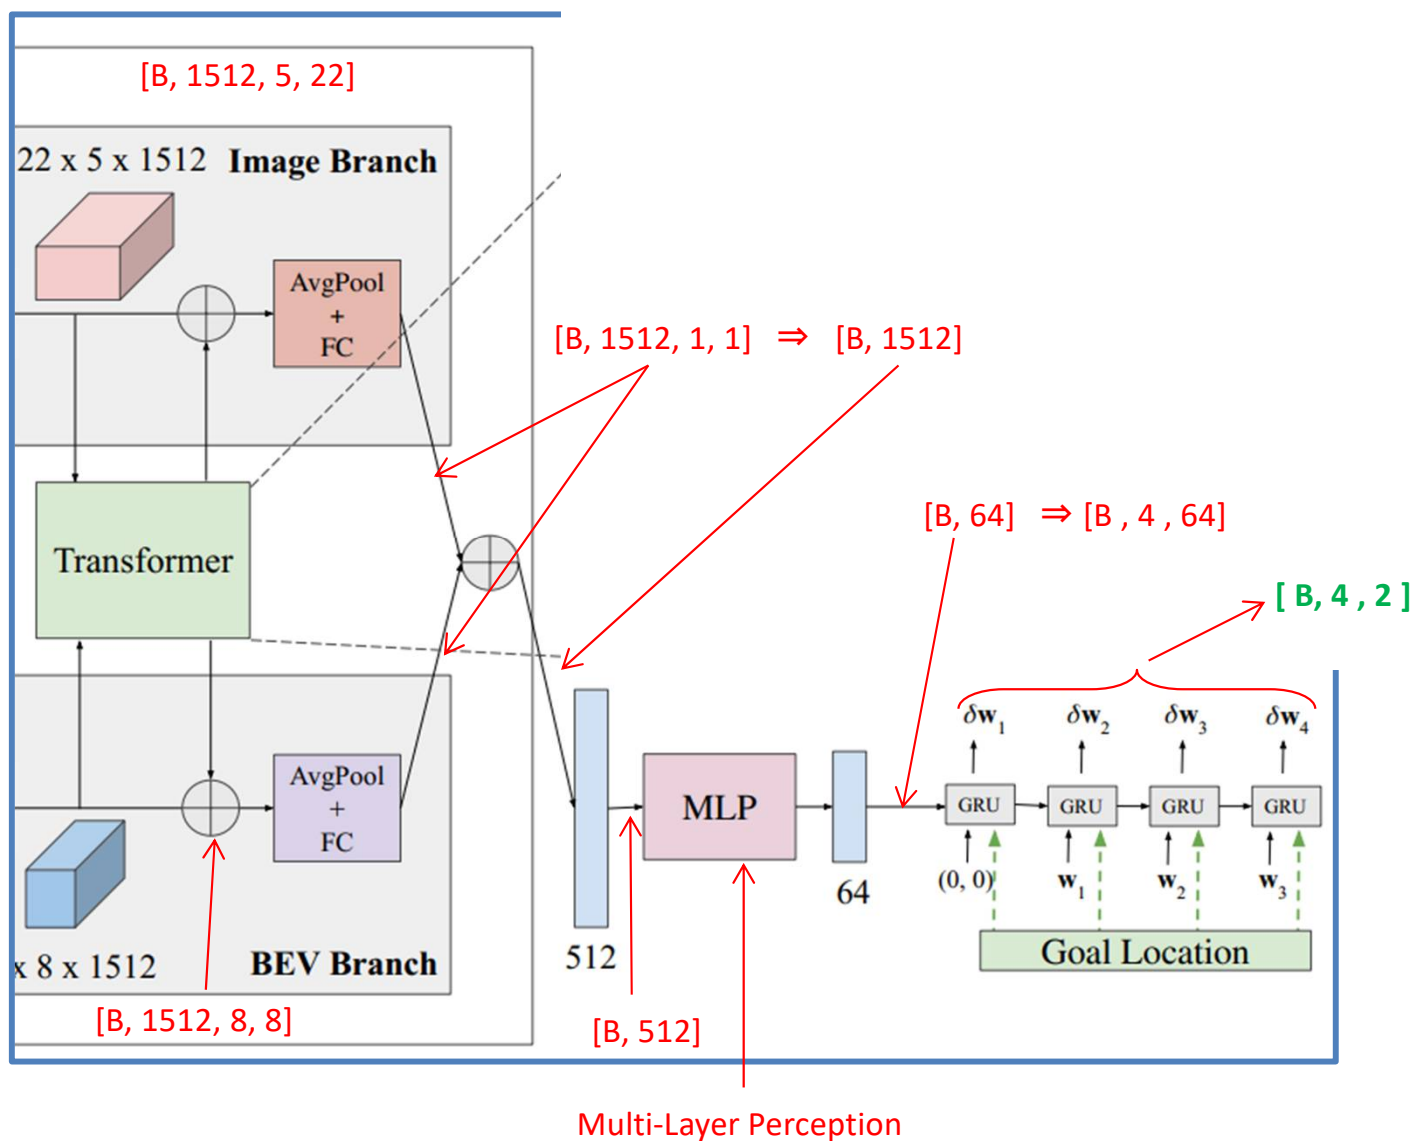 [B, 1512, 5, 22]
22 x 5 x 1512 Image Branch
AvgPool
+
FC
[B, 1512, 1, 1] ⇒ [B, 1512]
Transformer
[B, 64] ⇒ [B , 4 , 64]
[ B, 4 , 2 ]
δw1 δw2 δw3 δw4
AvgPool
+
FC
MLP
GRU GRU GRU GRU
(0, 0) w1 w2 w3
64
512
Goal Location
x 8 x 1512 BEV Branch
[B, 1512, 8, 8]
[B, 512]
Multi-Layer Perception